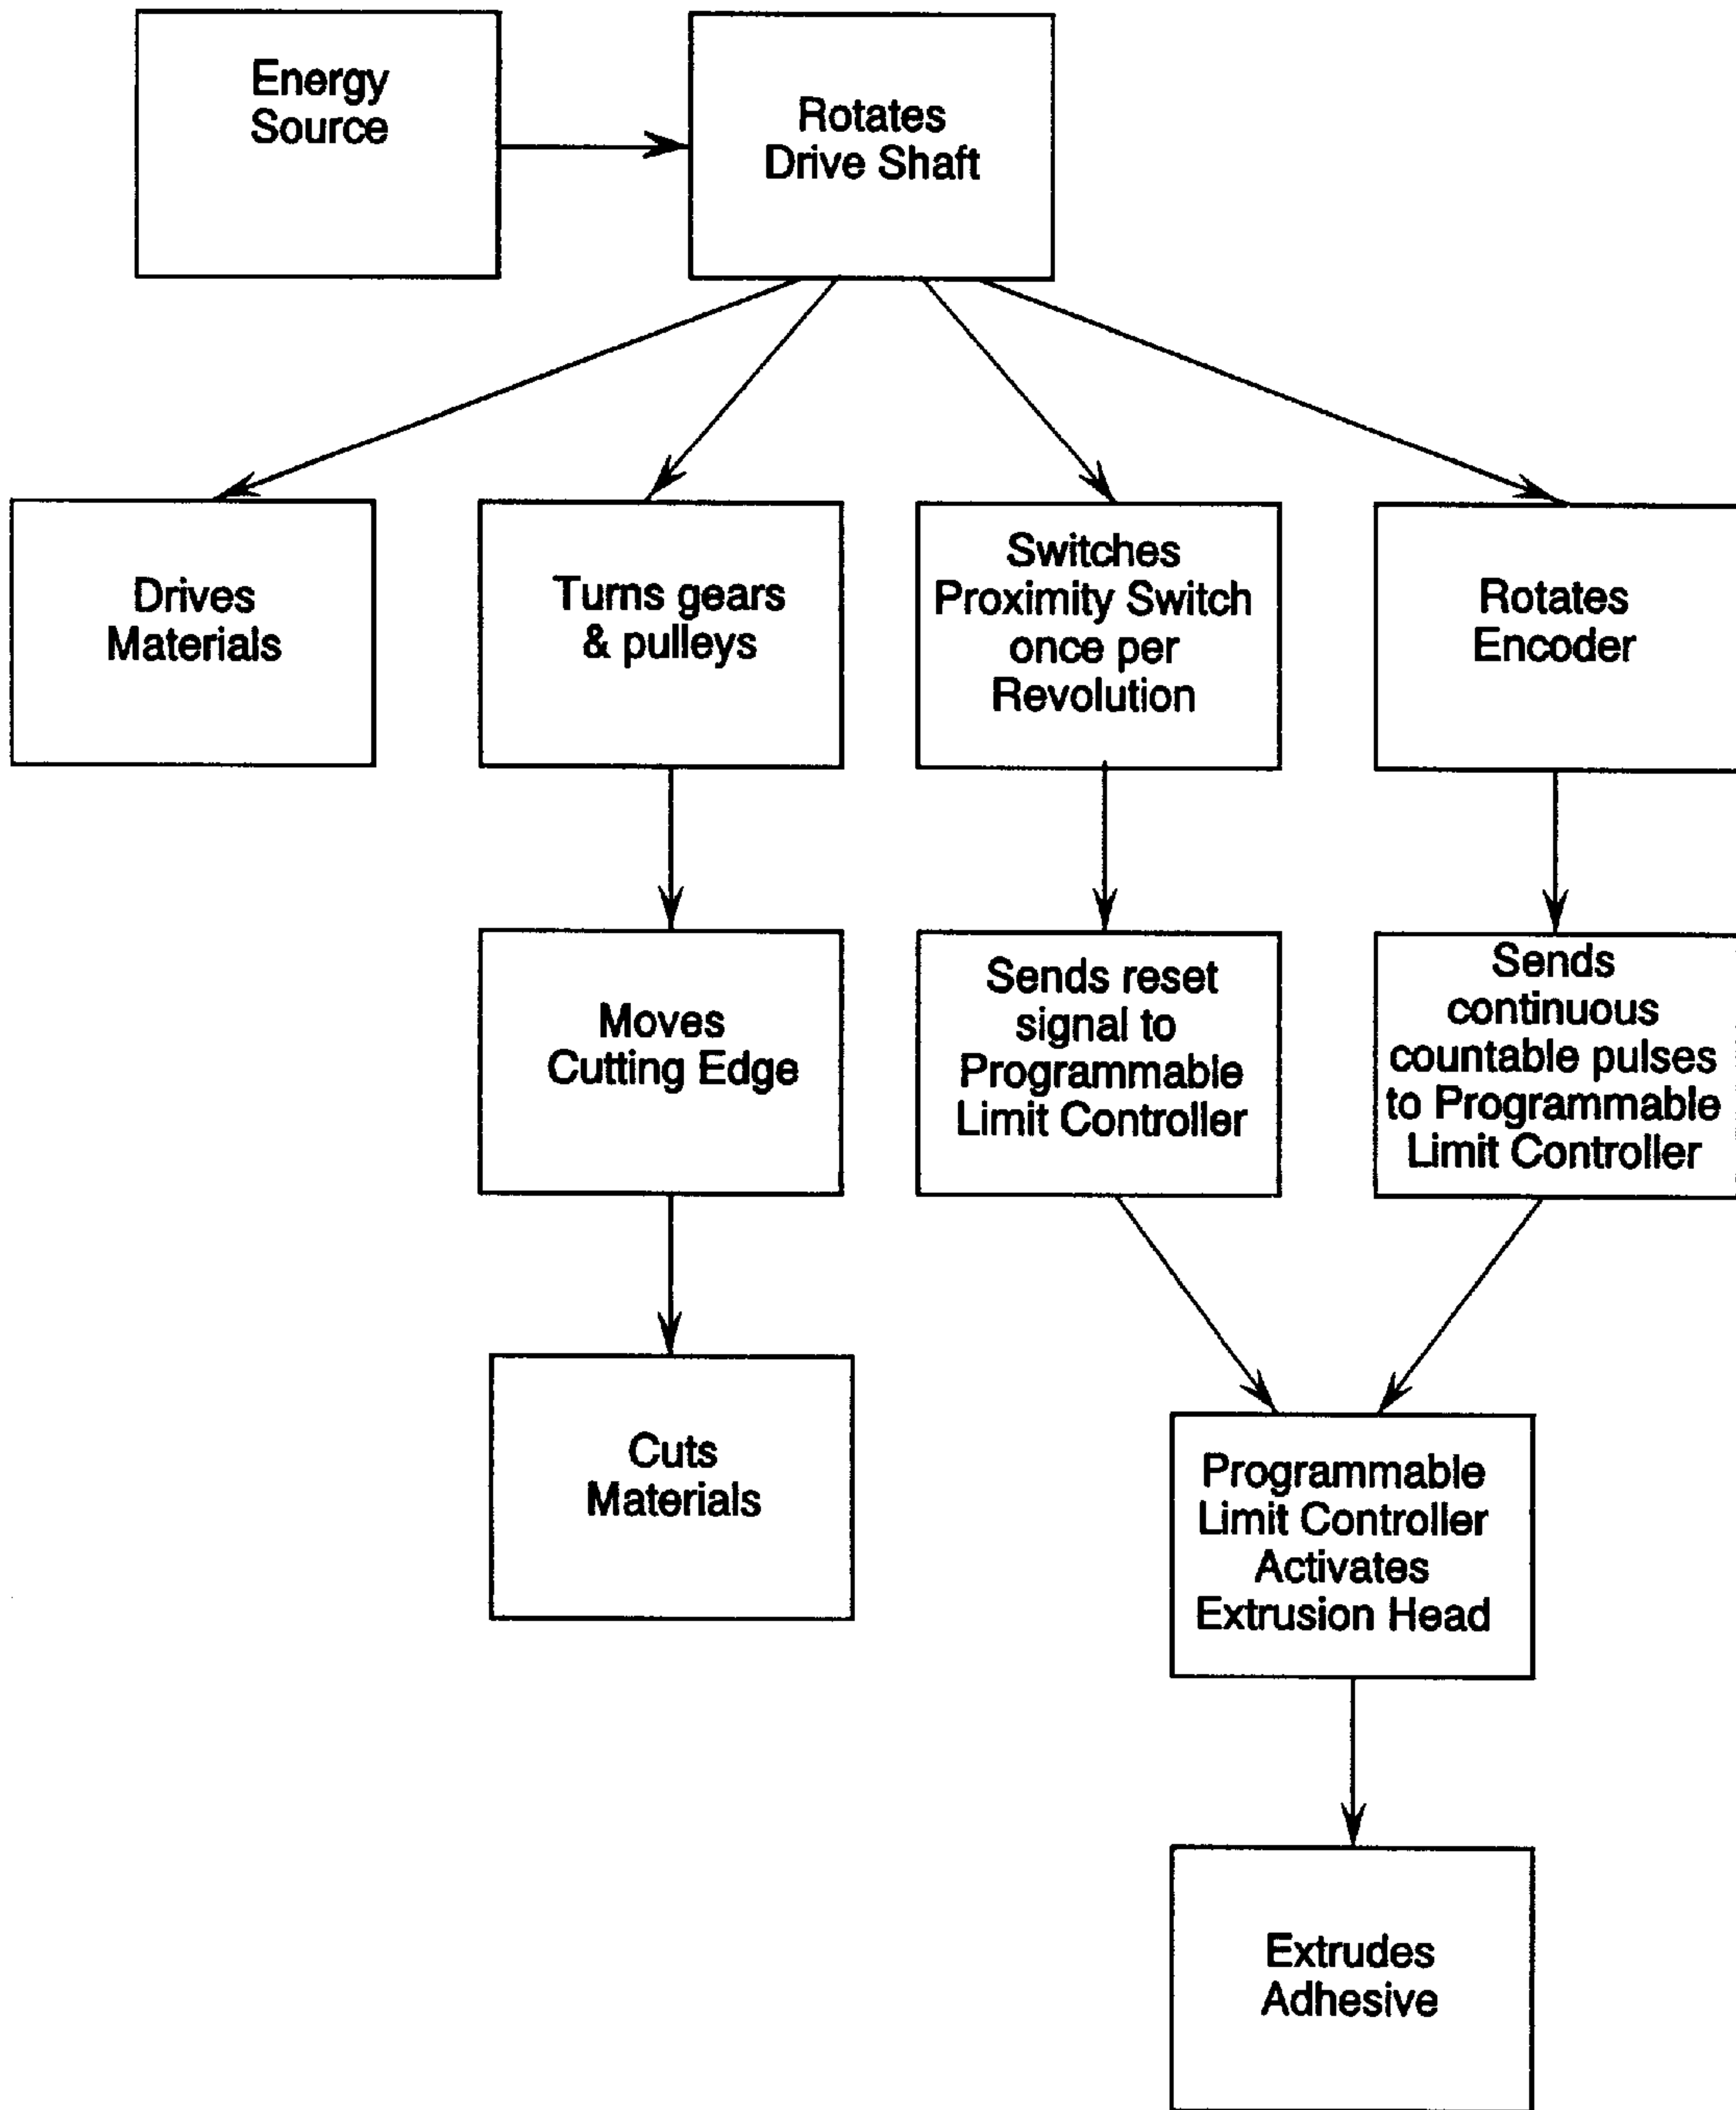 Energy
Source
Rotates
Drive Shaft
Drives
Materials
Turns gears
& pulleys
Switches
Proximity Switch
once per
Revolution
Rotates
Encoder
Moves
Cutting Edge
Sends reset
signal to
Programmable
Limit Controller
Sends
continuous
countable pulses
to Programmable
Limit Controller
Cuts
Materials
Programmable
Limit Controller
Activates
Extrusion Head
Extrudes
Adhesive